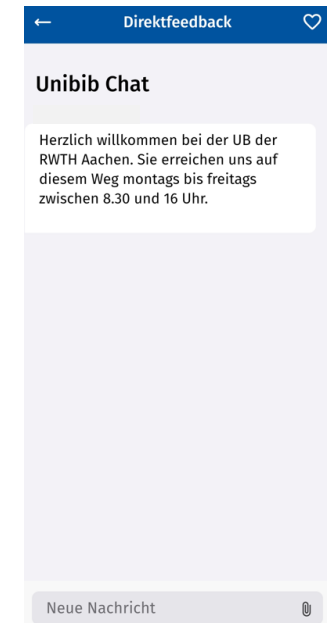 Direktfeedback
Unibib Chat
Herzlich willkommen bei der UB der
RWTH Aachen. Sie erreichen uns auf
diesem Weg montags bis freitags
zwischen 8.30 und 16 Uhr.
Neue Nachricht